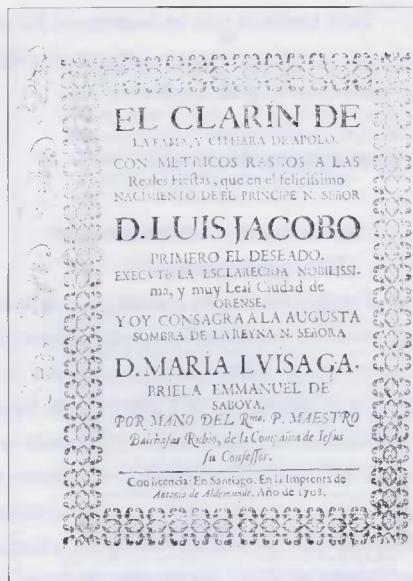 EL CLARIN DE
LA FAMA, Y CITHARA DE APOLO,
CON METRICOS RASGOS A LAS
Reales Fiestas, que en el felicissimo
NACIMIENTO DE EL PRINCIPE N. SEñOR
D. LUIS JACOBO
PRIMERO EL DESEADO.
EXECVTO LA ESCLARECIDA NOBILISSI-
ma, y muy Leal Ciudad de
ORENSE,
Y OY CONSAGRA A LA AUGUSTA
SOMBRA DE LA REYNA N. SEñORA
D. MARIA LVISA GA-
BRIELA EMMANUEL DE
SABOYA,
POR MANO DEL Rmo. P. MAESTRO
Balthasar Rubio, de la Compañia de Iesus
su Confessor.
Con licencia: En Santiago. En la Imprenta de
Antonio de Aldemunde. Año de 1708.